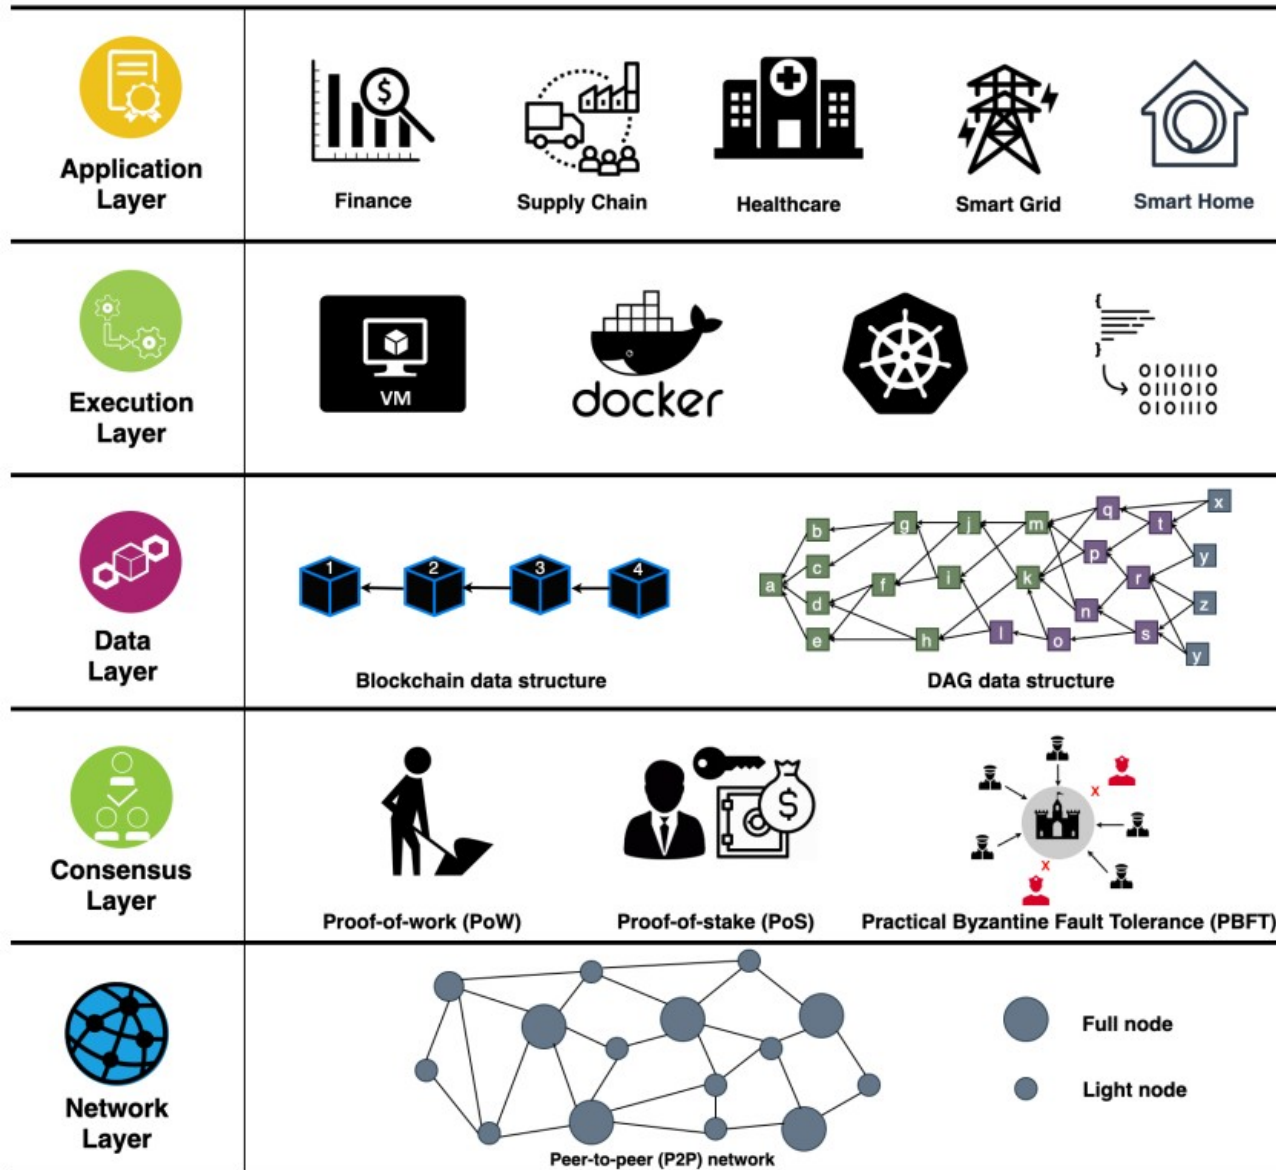 Application
Layer
Finance
Supply Chain
Healthcare
Smart Grid
Smart Home
Execution
Layer
VM
docker
{
}
0101110
0111010
0101110
Data
Layer
1
2
3
4
Blockchain data structure
a
b
c
d
e
f
g
h
i
j
k
l
m
n
o
p
q
r
s
t
x
y
z
y
DAG data structure
Consensus
Layer
Proof-of-work (PoW)
$
Proof-of-stake (PoS)
x
x
Practical Byzantine Fault Tolerance (PBFT)
Network
Layer
Peer-to-peer (P2P) network
Full node
Light node